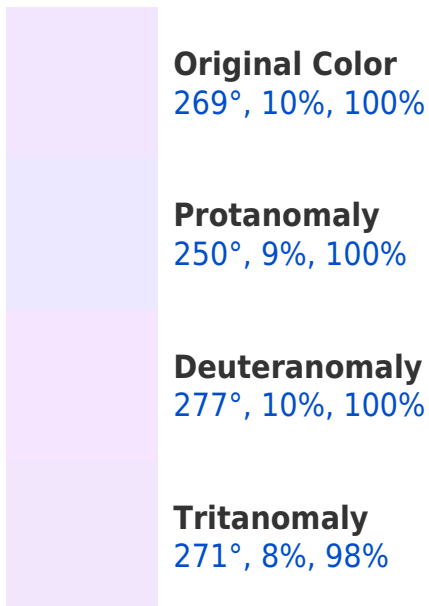 Original Color
269°, 10%, 100%
Protanomaly
250°, 9%, 100%
Deuteranomaly
277°, 10%, 100%
Tritanomaly
271°, 8%, 98%